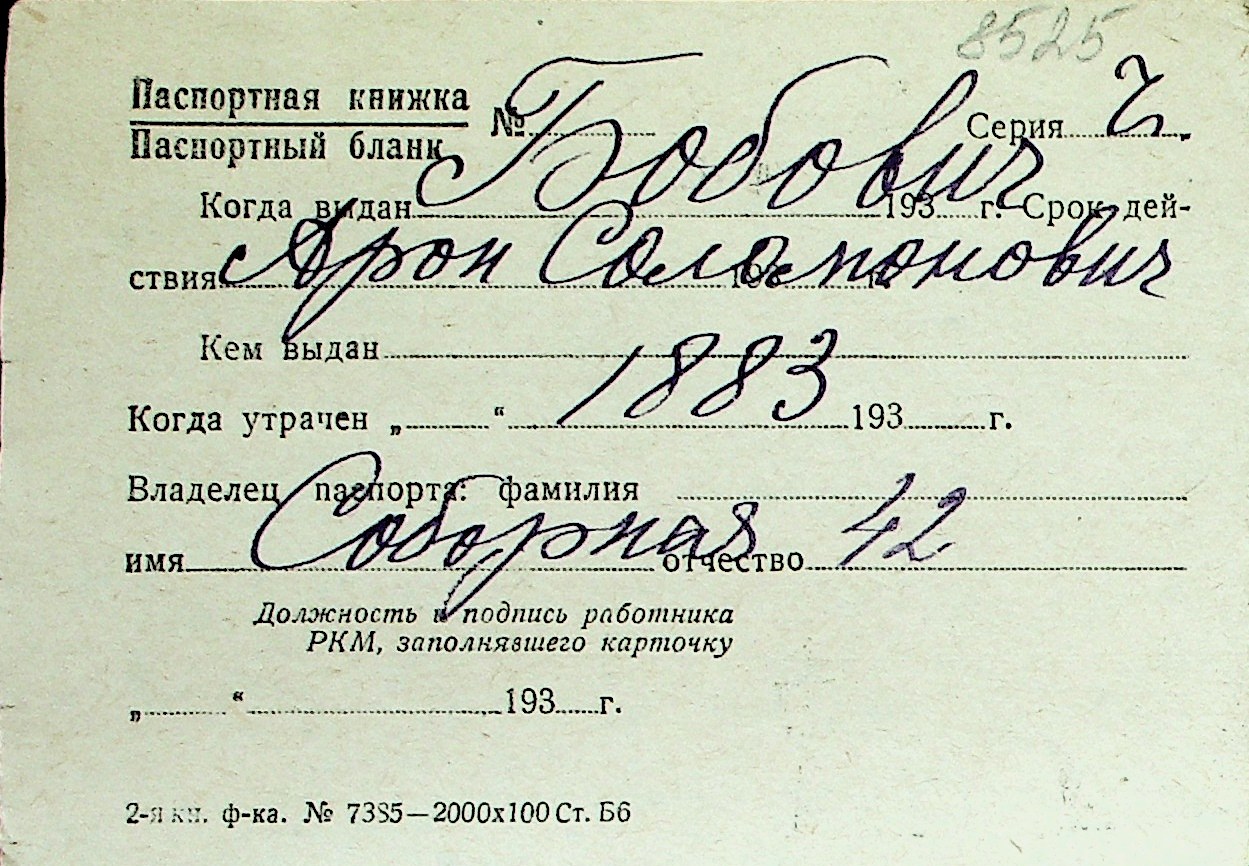 8525
Паспортная книжка
Паспортный бланк № Серия
Бобович
Когда выдан 193 г. Срок дей-
ствия 193 г.
Арон Соломонович
Кем выдан
1883
Когда утрачен „ “ 193 г.
Владелец паспорта: фамилия
Соборная 42
имя отчество
Должность и подпись работника
РКМ, заполнявшего карточку
„ “ 193 г.
2-я кн. ф-ка. № 7385—2000х100 Ст. Б6